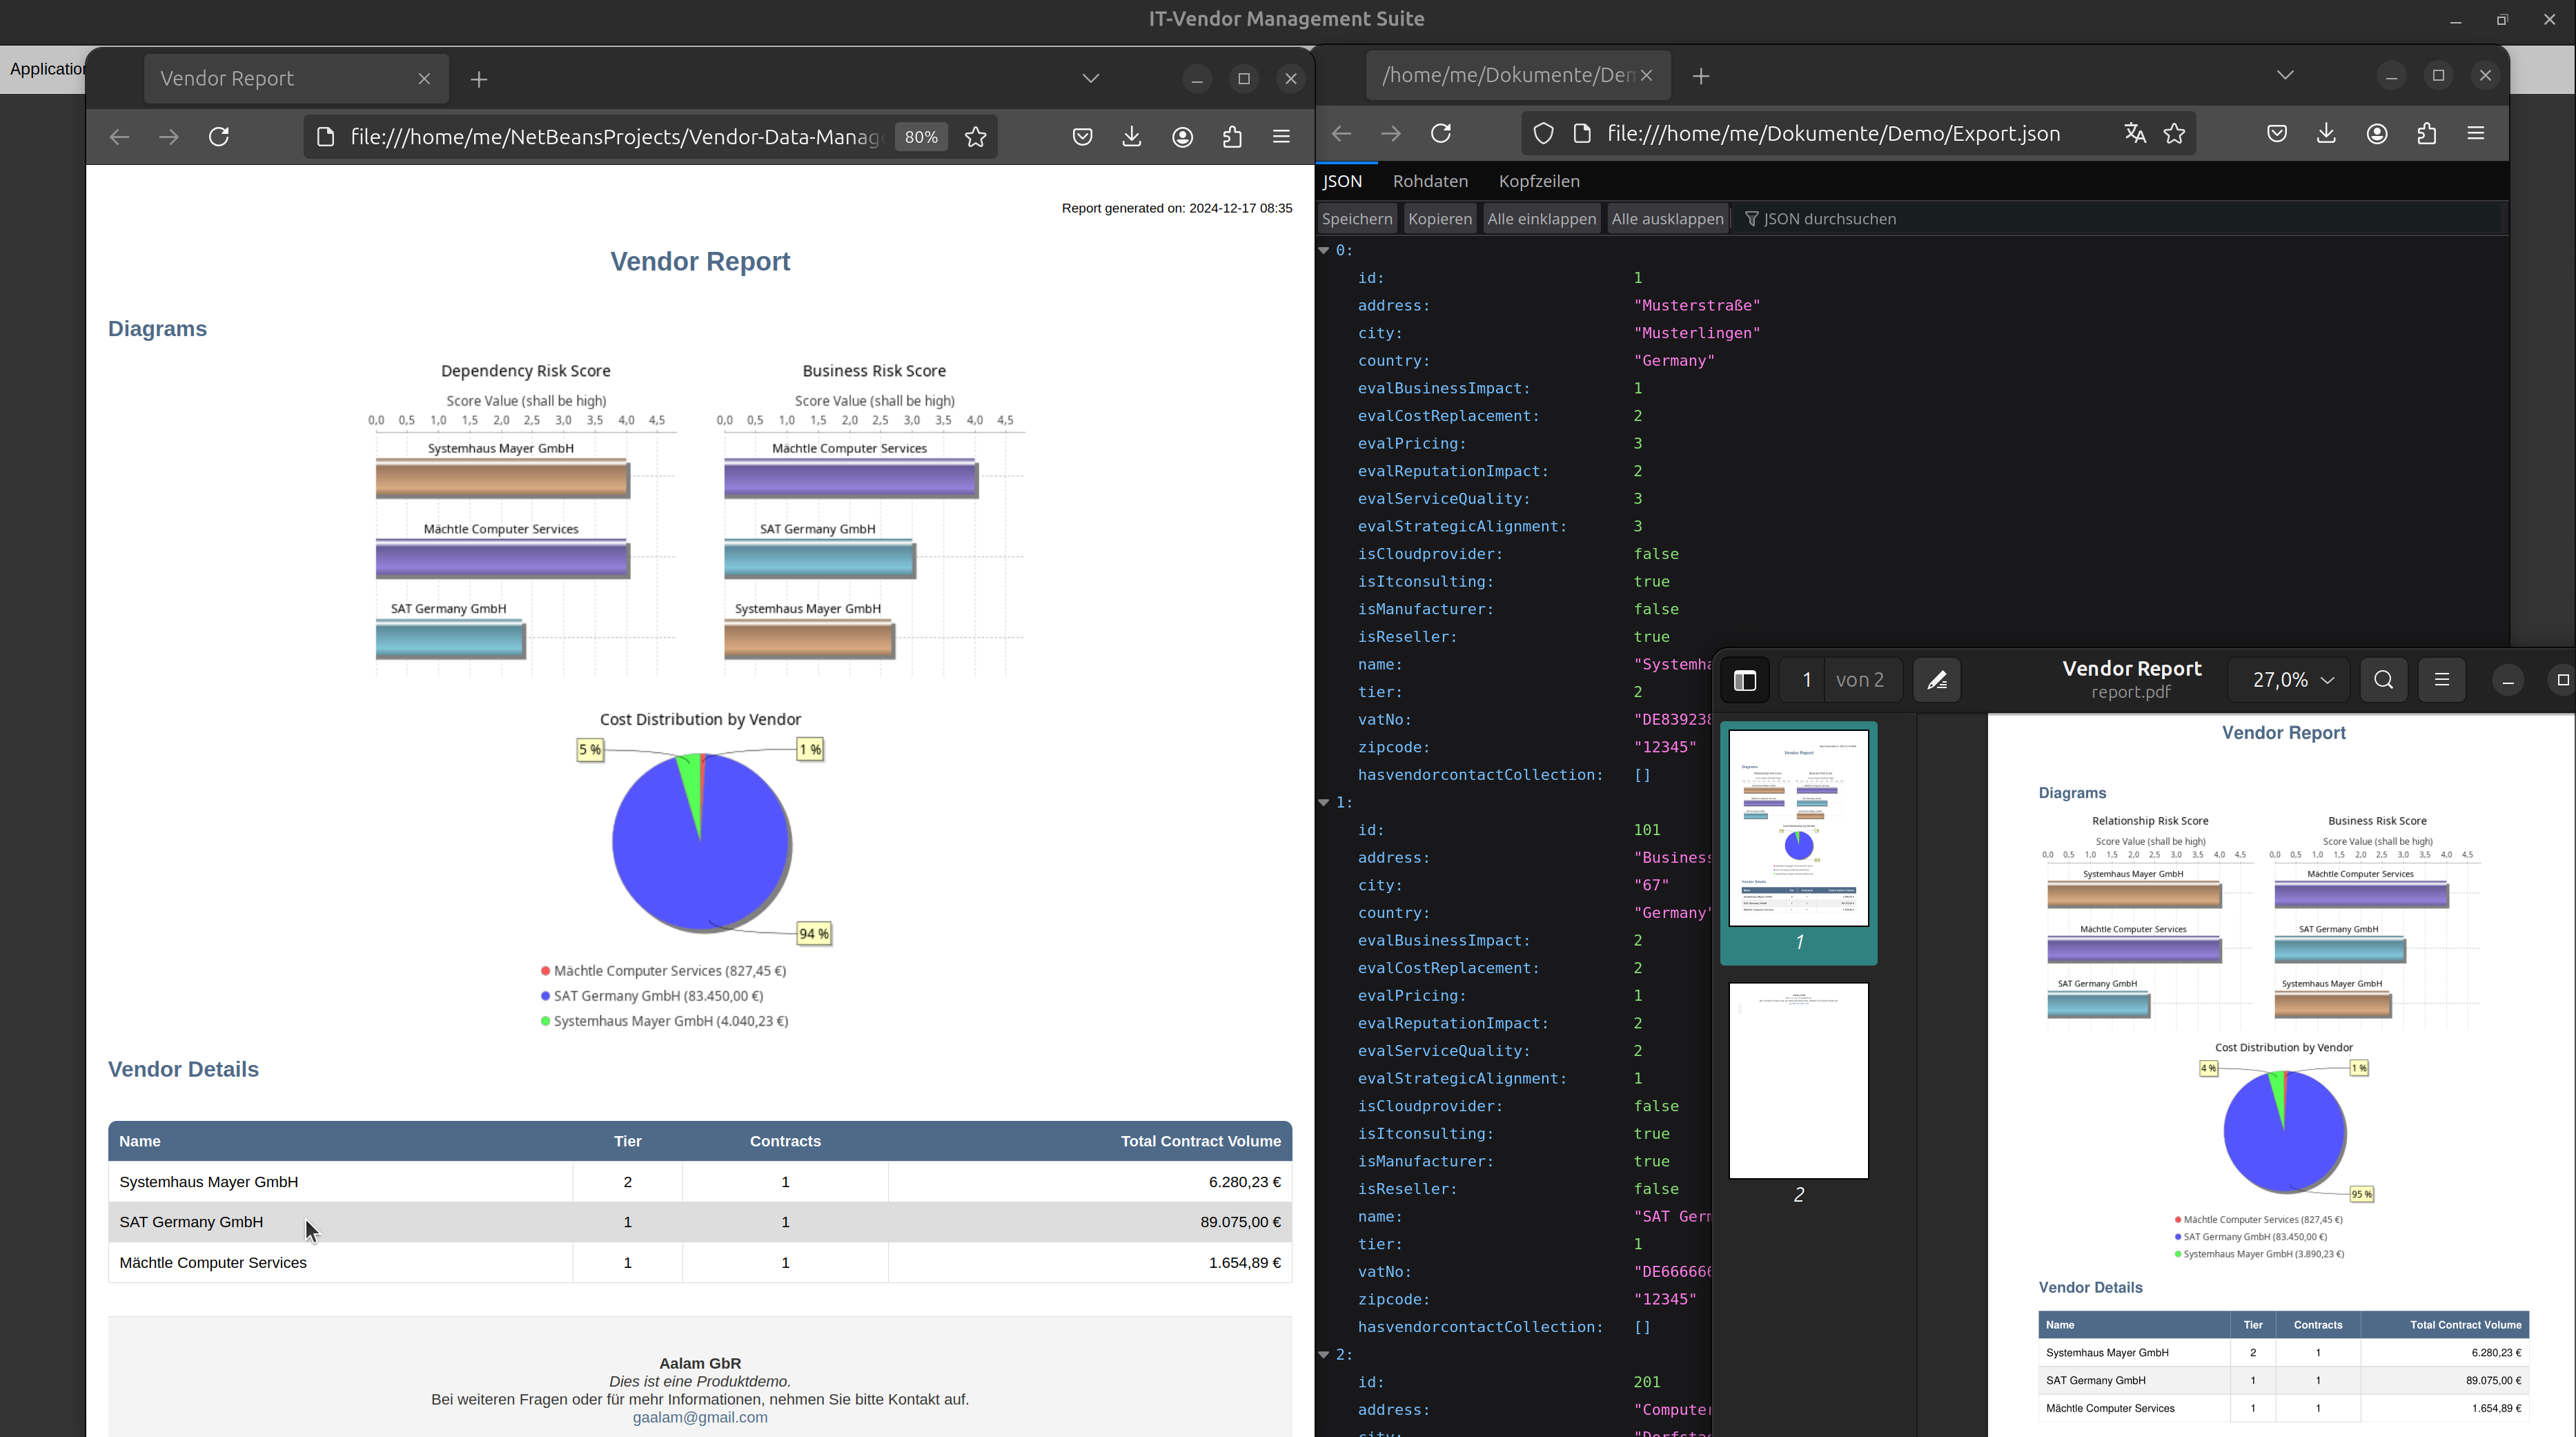 IT-Vendor Management Suite
Application
Vendor Report
file:///home/me/NetBeansProjects/Vendor-Data-Manage
80%
Report generated on: 2024-12-17 08:35
Vendor Report
Diagrams
Dependency Risk Score
Score Value (shall be high)
0,0 0,5 1,0 1,5 2,0 2,5 3,0 3,5 4,0 4,5
Systemhaus Mayer GmbH
Mächtle Computer Services
SAT Germany GmbH
Business Risk Score
Score Value (shall be high)
0,0 0,5 1,0 1,5 2,0 2,5 3,0 3,5 4,0 4,5
Mächtle Computer Services
SAT Germany GmbH
Systemhaus Mayer GmbH
Cost Distribution by Vendor
5 %
1 %
94 %
Mächtle Computer Services (827,45 €)
SAT Germany GmbH (83.450,00 €)
Systemhaus Mayer GmbH (4.040,23 €)
Vendor Details
Name Tier Contracts Total Contract Volume
Systemhaus Mayer GmbH 2 1 6.280,23 €
SAT Germany GmbH 1 1 89.075,00 €
Mächtle Computer Services 1 1 1.654,89 €
Aalam GbR
Dies ist eine Produktdemo.
Bei weiteren Fragen oder für mehr Informationen, nehmen Sie bitte Kontakt auf.
gaalam@gmail.com
/home/me/Dokumente/Dem
file:///home/me/Dokumente/Demo/Export.json
JSON Rohdaten Kopfzeilen
Speichern Kopieren Alle einklappen Alle ausklappen JSON durchsuchen
0:
id: 1
address: "Musterstraße"
city: "Musterlingen"
country: "Germany"
evalBusinessImpact: 1
evalCostReplacement: 2
evalPricing: 3
evalReputationImpact: 2
evalServiceQuality: 3
evalStrategicAlignment: 3
isCloudprovider: false
isItconsulting: true
isManufacturer: false
isReseller: true
name: "Systemha
tier: 2
vatNo: "DE839238
zipcode: "12345"
hasvendorcontactCollection: []
1:
id: 101
address: "Business
city: "67"
country: "Germany"
evalBusinessImpact: 2
evalCostReplacement: 2
evalPricing: 1
evalReputationImpact: 2
evalServiceQuality: 2
evalStrategicAlignment: 1
isCloudprovider: false
isItconsulting: true
isManufacturer: true
isReseller: false
name: "SAT Germ
tier: 1
vatNo: "DE666666
zipcode: "12345"
hasvendorcontactCollection: []
2:
id: 201
address: "Computer
1 von 2
Vendor Report
report.pdf
27,0%
1
2
Vendor Report
Diagrams
Relationship Risk Score
Score Value (shall be high)
0,0 0,5 1,0 1,5 2,0 2,5 3,0 3,5 4,0 4,5
Systemhaus Mayer GmbH
Mächtle Computer Services
SAT Germany GmbH
Business Risk Score
Score Value (shall be high)
0,0 0,5 1,0 1,5 2,0 2,5 3,0 3,5 4,0 4,5
Mächtle Computer Services
SAT Germany GmbH
Systemhaus Mayer GmbH
Cost Distribution by Vendor
4 %
1 %
95 %
Mächtle Computer Services (827,45 €)
SAT Germany GmbH (83.450,00 €)
Systemhaus Mayer GmbH (3.890,23 €)
Vendor Details
Name Tier Contracts Total Contract Volume
Systemhaus Mayer GmbH 2 1 6.280,23 €
SAT Germany GmbH 1 1 89.075,00 €
Mächtle Computer Services 1 1 1.654,89 €